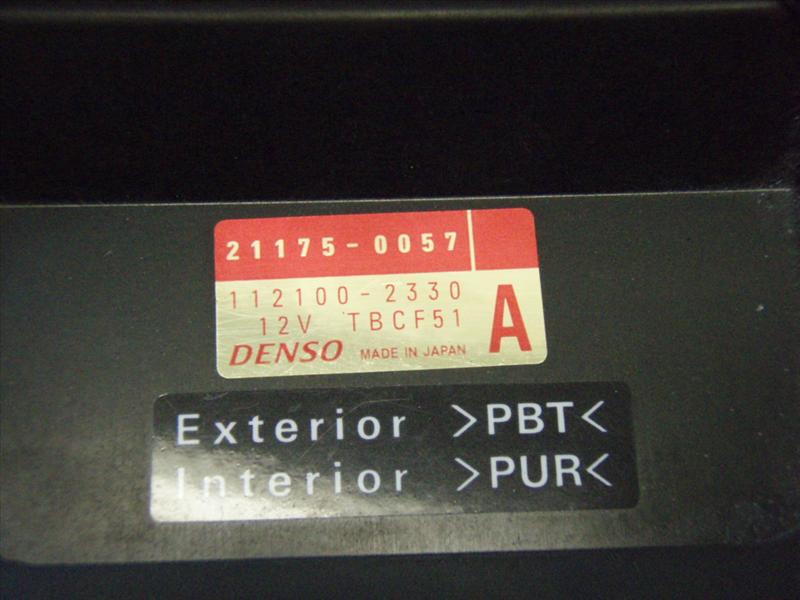 21175-0057
112100-2330
12V TBCF51
A
DENSO MADE IN JAPAN
Exterior >PBT<
Interior >PUR<